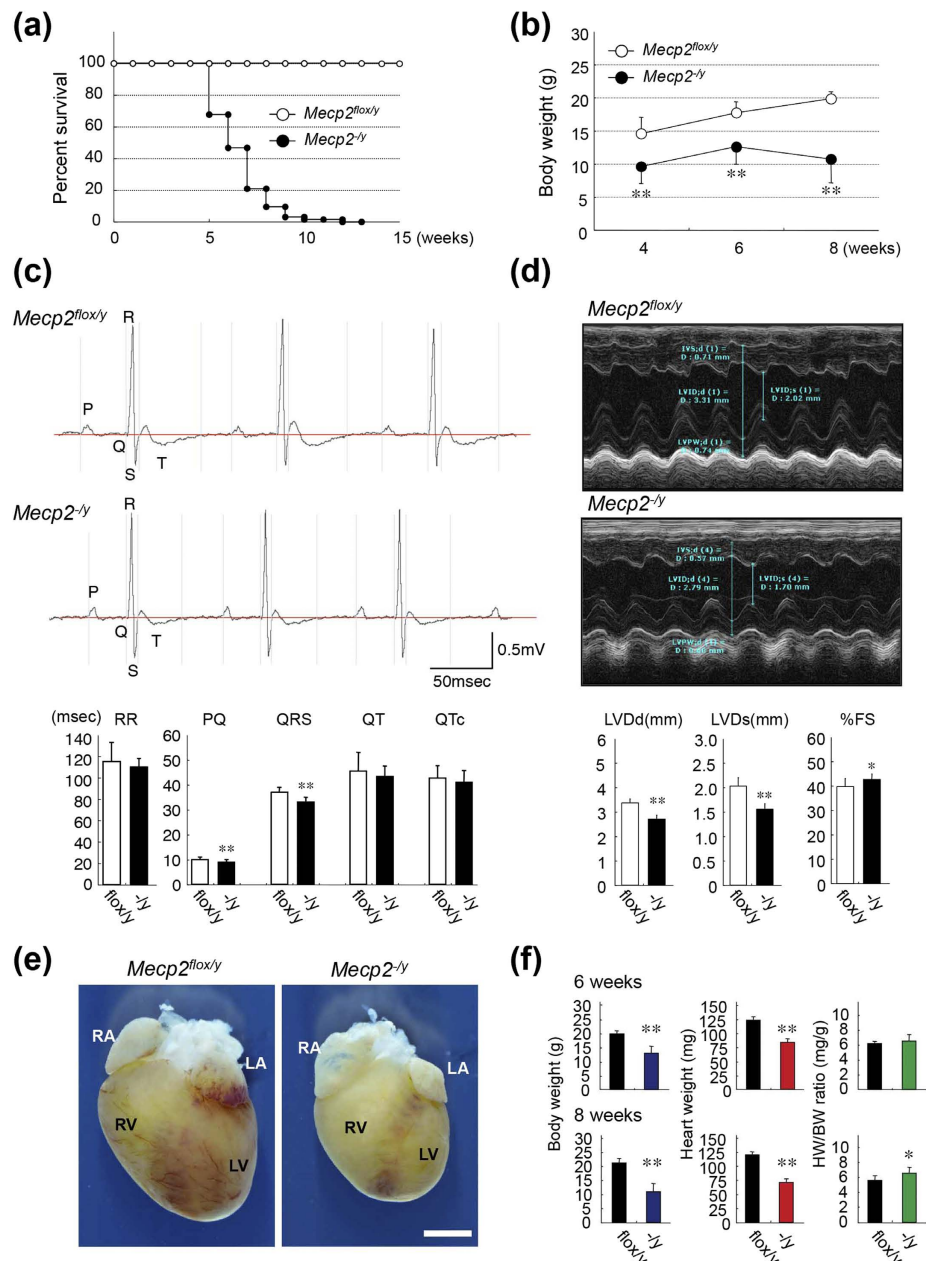 (a)
Percent survival
100
80
60
40
20
0
Mecp2flox/y
Mecp2-/y
0 5 10 15 (weeks)
(b)
Body weight (g)
30
25
20
15
10
5
0
Mecp2flox/y
Mecp2-/y
** ** **
4 6 8 (weeks)
(c)
Mecp2flox/y
R
P
Q
S
T
Mecp2-/y
R
P
Q
S
T
0.5mV
50msec
(msec) RR PQ QRS QT QTc
140
120
100
80
60
40
20
0
60
50
40
30
20
10
0
** **
flox/y -/y flox/y -/y flox/y -/y flox/y -/y flox/y -/y
(d)
Mecp2flox/y
IVS;d (1) =
D : 0.71 mm
LVID;d (1) =
D : 3.31 mm
LVID;s (1) =
D : 2.02 mm
LVPW;d (1) =
0.74 mm
Mecp2-/y
IVS;d (4) =
D : 0.57 mm
LVID;d (4) =
D : 2.79 mm
LVID;s (4) =
D : 1.70 mm
LVPW;d
LVDd(mm) LVDs(mm) %FS
6
5
4
3
2
1
0
**
3.0
2.5
2.0
1.5
1.0
0.5
0
**
60
50
40
30
20
10
0
*
flox/y -/y flox/y -/y flox/y -/y
(e)
Mecp2flox/y Mecp2-/y
RA
LA
RV
LV
RA
LA
RV
LV
(f)
6 weeks
Body weight (g)
Heart weight (mg)
HW/BW ratio (mg/g)
30
25
20
15
10
5
0
**
150
125
100
75
50
25
0
**
10
8
6
4
2
0
8 weeks
30
25
20
15
10
5
0
**
150
125
100
75
50
25
0
**
10
8
6
4
2
0
*
flox/y -/y flox/y -/y flox/y -/y